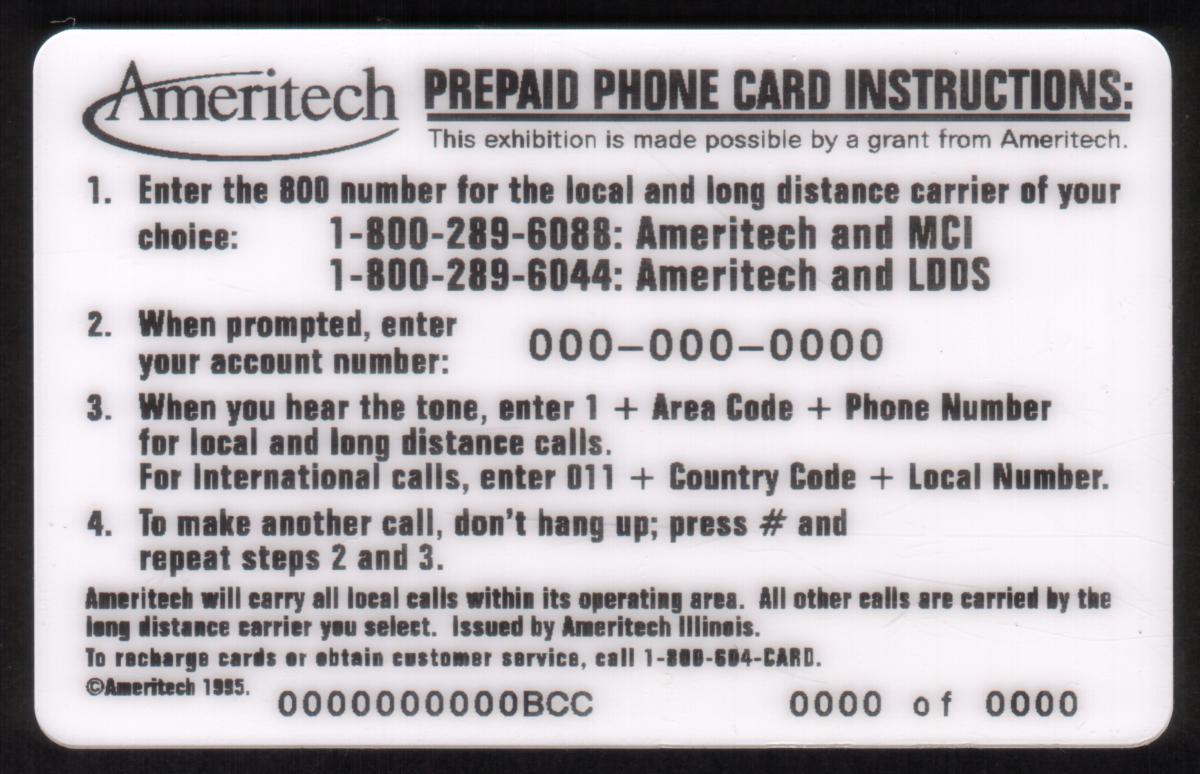 Ameritech PREPAID PHONE CARD INSTRUCTIONS:
This exhibition is made possible by a grant from Ameritech.
1. Enter the 800 number for the local and long distance carrier of your
choice: 1-800-289-6088: Ameritech and MCI
1-800-289-6044: Ameritech and LDDS
2. When prompted, enter
your account number: 000-000-0000
3. When you hear the tone, enter 1 + Area Code + Phone Number
for local and long distance calls.
For International calls, enter 011 + Country Code + Local Number.
4. To make another call, don't hang up; press # and
repeat steps 2 and 3.
Ameritech will carry all local calls within its operating area. All other calls are carried by the
long distance carrier you select. Issued by Ameritech Illinois.
To recharge cards or obtain customer service, call 1-800-604-CARD.
©Ameritech 1995.
0000000000BCC 0000 of 0000